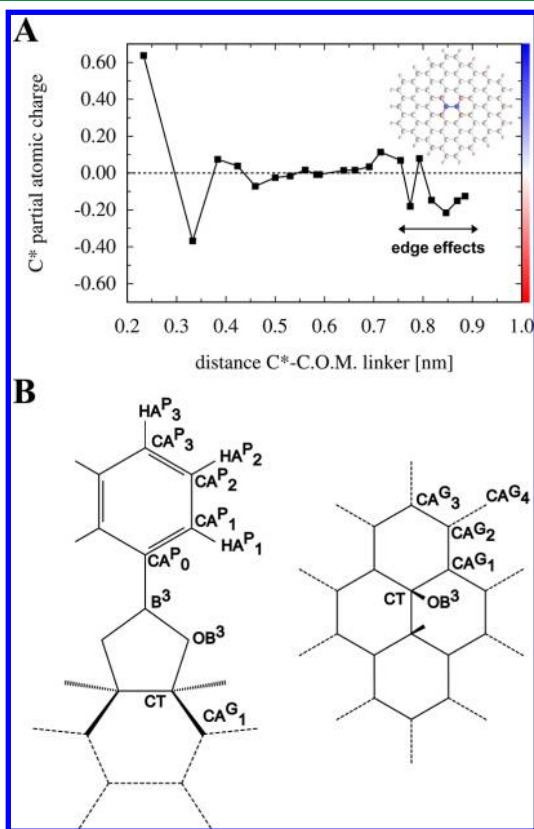 A
C* partial atomic charge
0.60
0.40
0.20
0.00
-0.20
-0.40
-0.60
edge effects
0.2 0.3 0.4 0.5 0.6 0.7 0.8 0.9 1.0
distance C*-C.O.M. linker [nm]
B
HAP3
CAP3
HAP2
CAP2
CAP1
HAP1
CAP0
B3
OB3
CT
CAG1
CAG3
CAG4
CAG2
CAG1
CT
OB3